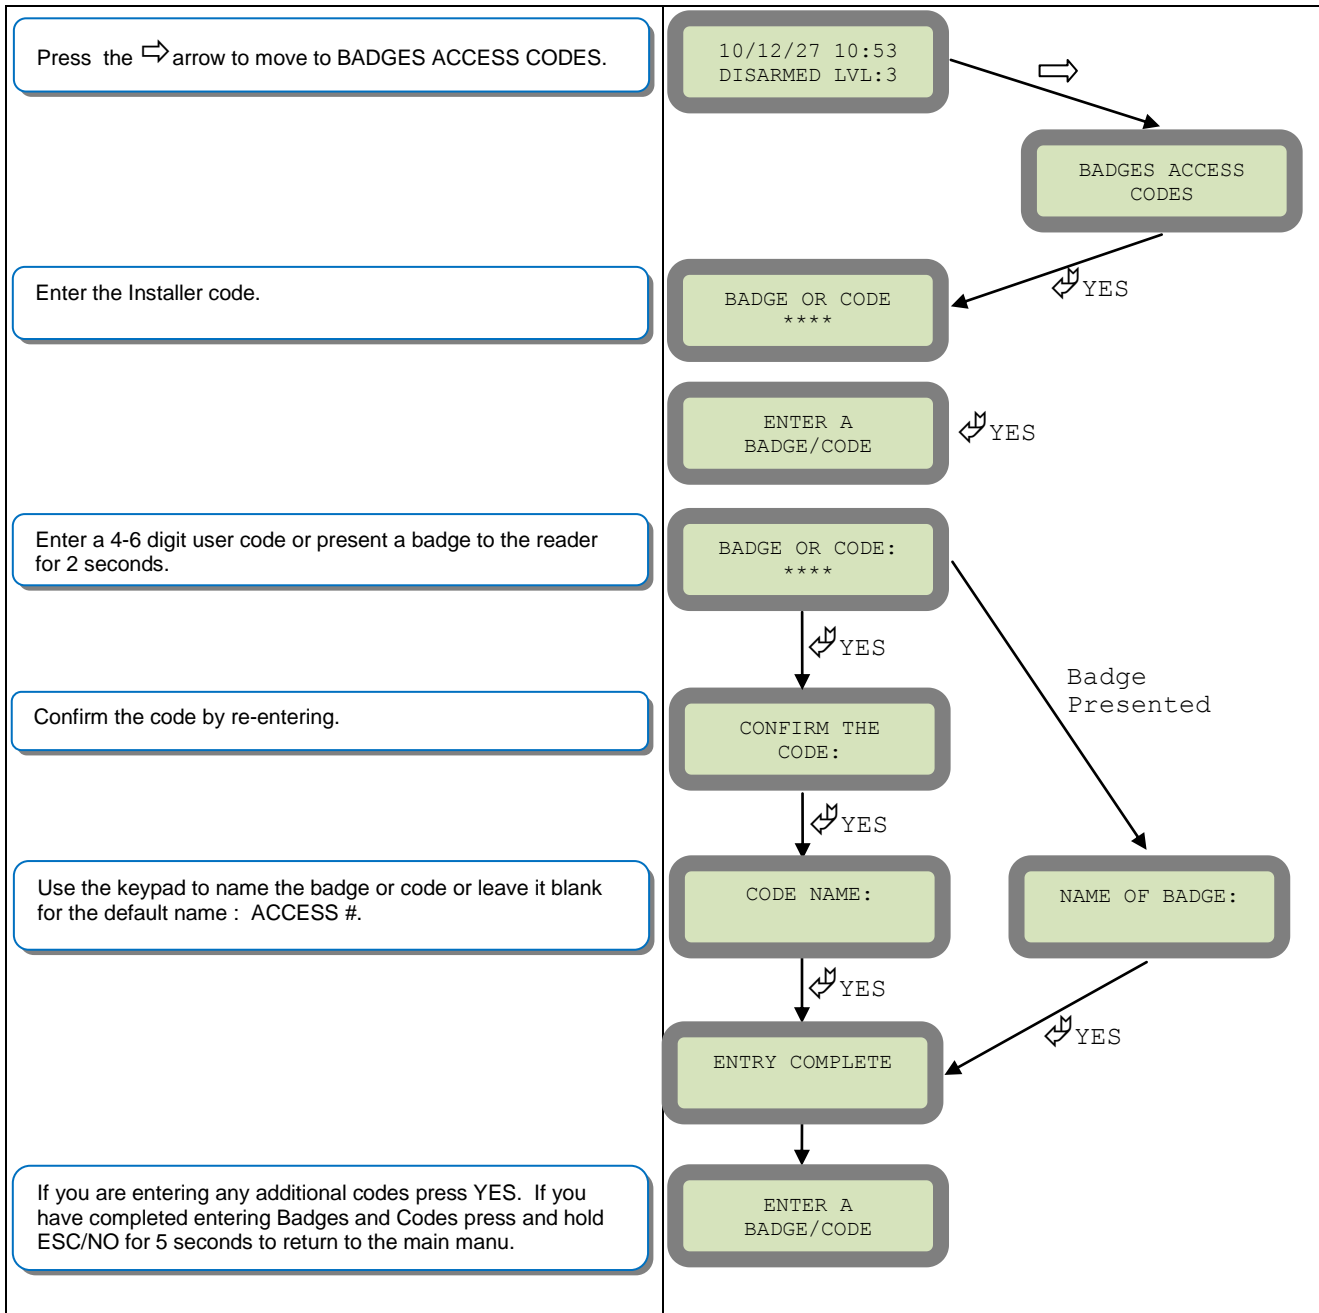 Press the ⇨ arrow to move to BADGES ACCESS CODES.
10/12/27 10:53
DISARMED LVL:3
BADGES ACCESS
CODES
YES
Enter the Installer code.
BADGE OR CODE
****
ENTER A
BADGE/CODE
YES
Enter a 4-6 digit user code or present a badge to the reader
for 2 seconds.
BADGE OR CODE:
****
YES
Badge
Presented
Confirm the code by re-entering.
CONFIRM THE
CODE:
YES
Use the keypad to name the badge or code or leave it blank
for the default name : ACCESS #.
CODE NAME:
NAME OF BADGE:
YES
YES
ENTRY COMPLETE
If you are entering any additional codes press YES. If you
have completed entering Badges and Codes press and hold
ESC/NO for 5 seconds to return to the main manu.
ENTER A
BADGE/CODE